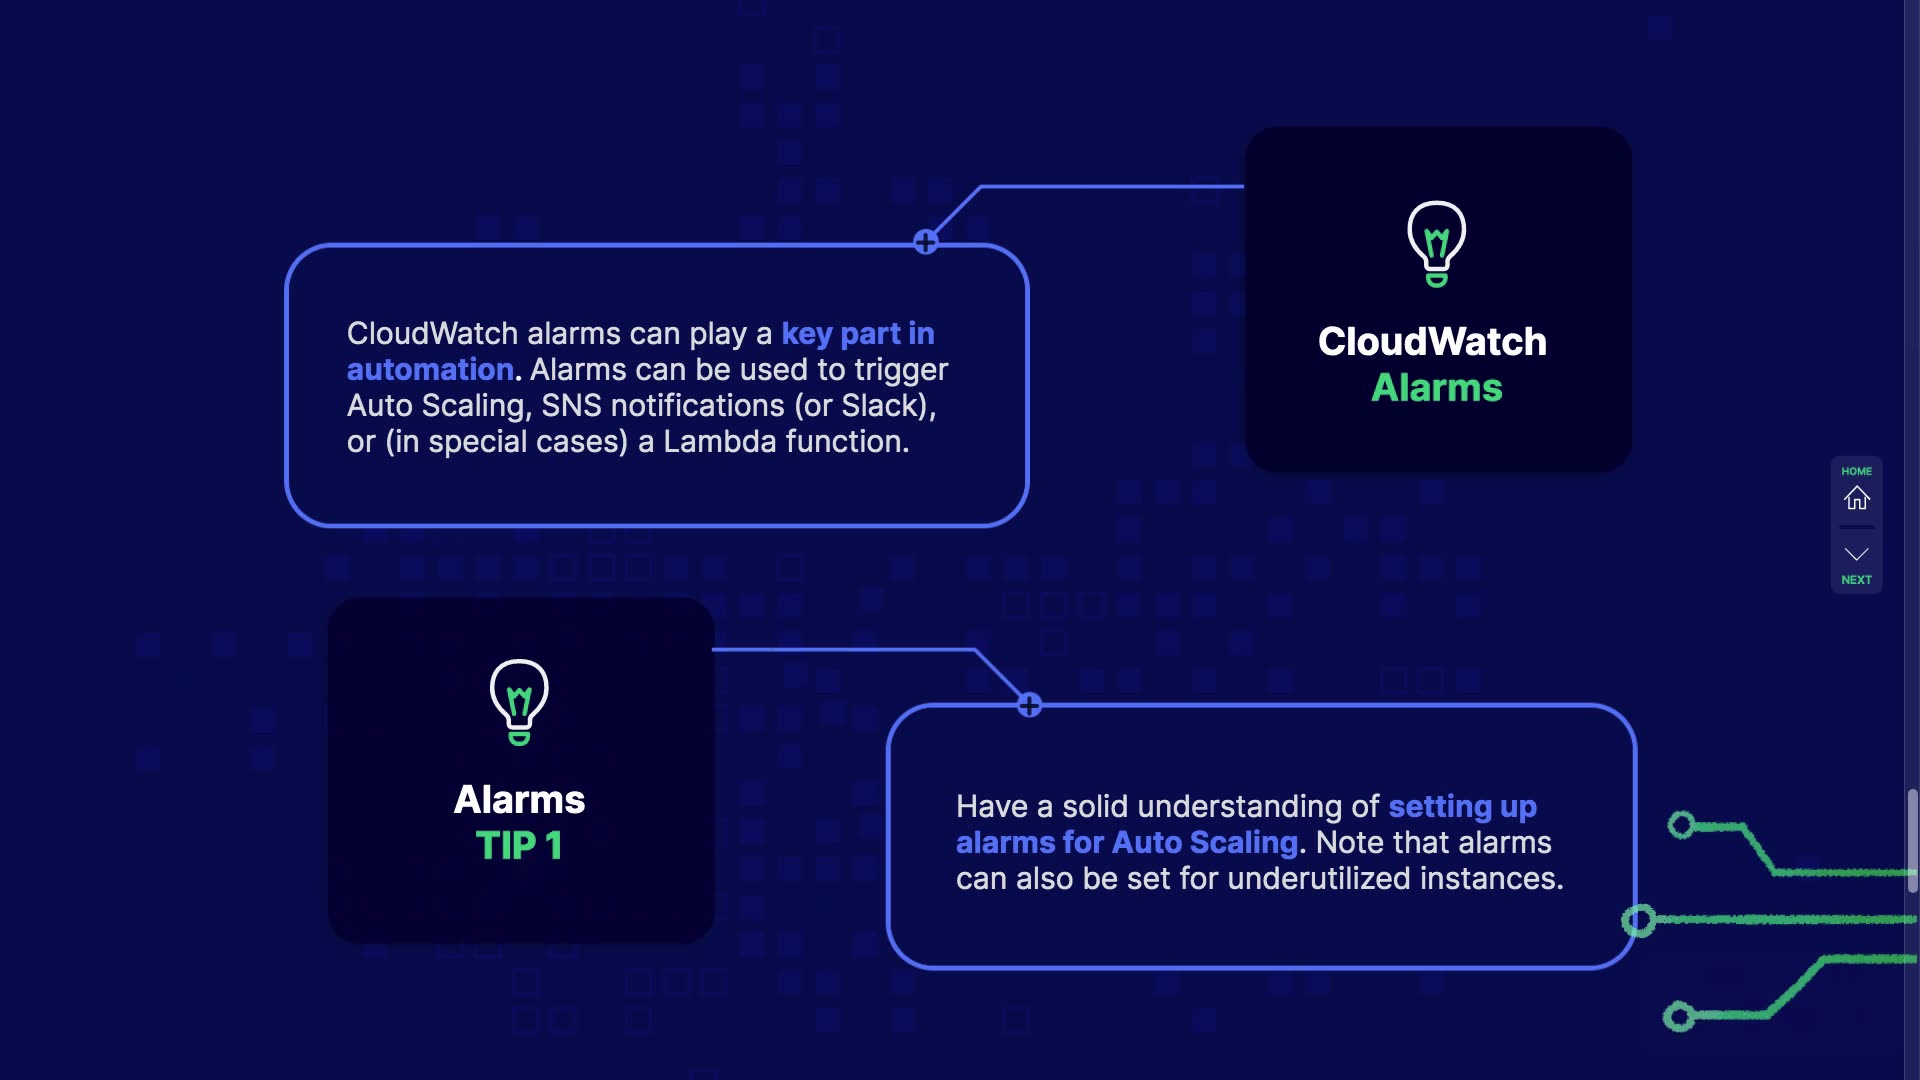 CloudWatch
Alarms
CloudWatch alarms can play a key part in
automation. Alarms can be used to trigger
Auto Scaling, SNS notifications (or Slack),
or (in special cases) a Lambda function.
HOME
NEXT
Alarms
TIP 1
Have a solid understanding of setting up
alarms for Auto Scaling. Note that alarms
can also be set for underutilized instances.